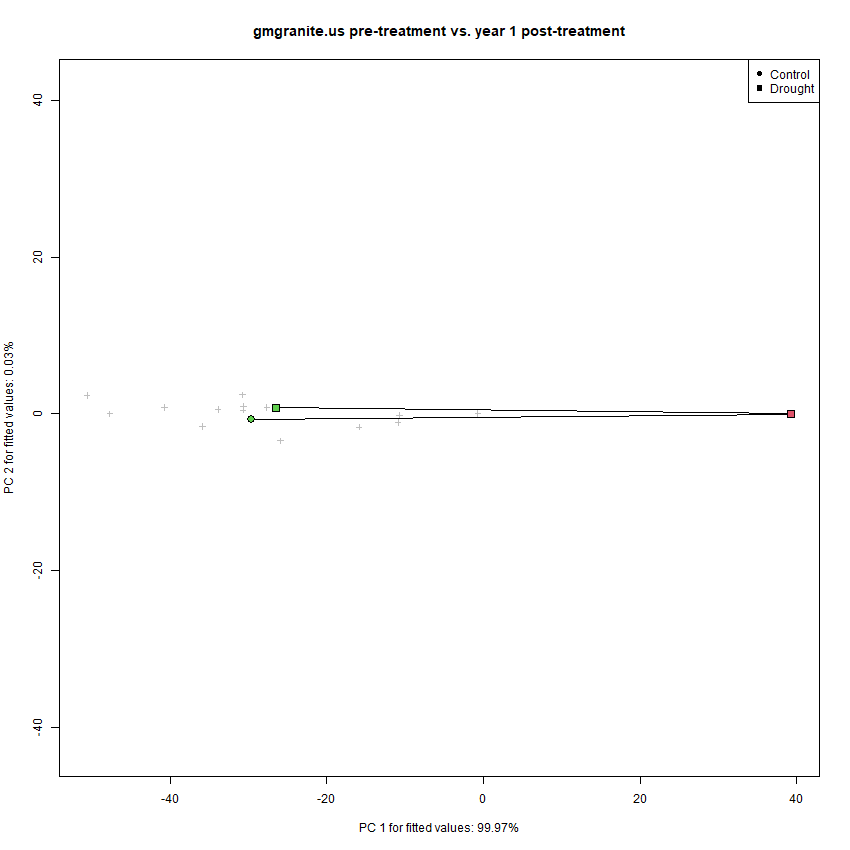 gmgranite.us pre-treatment vs. year 1 post-treatment
Control
Drought
40
20
0
-20
-40
PC 2 for fitted values: 0.03%
-40
-20
0
20
40
PC 1 for fitted values: 99.97%